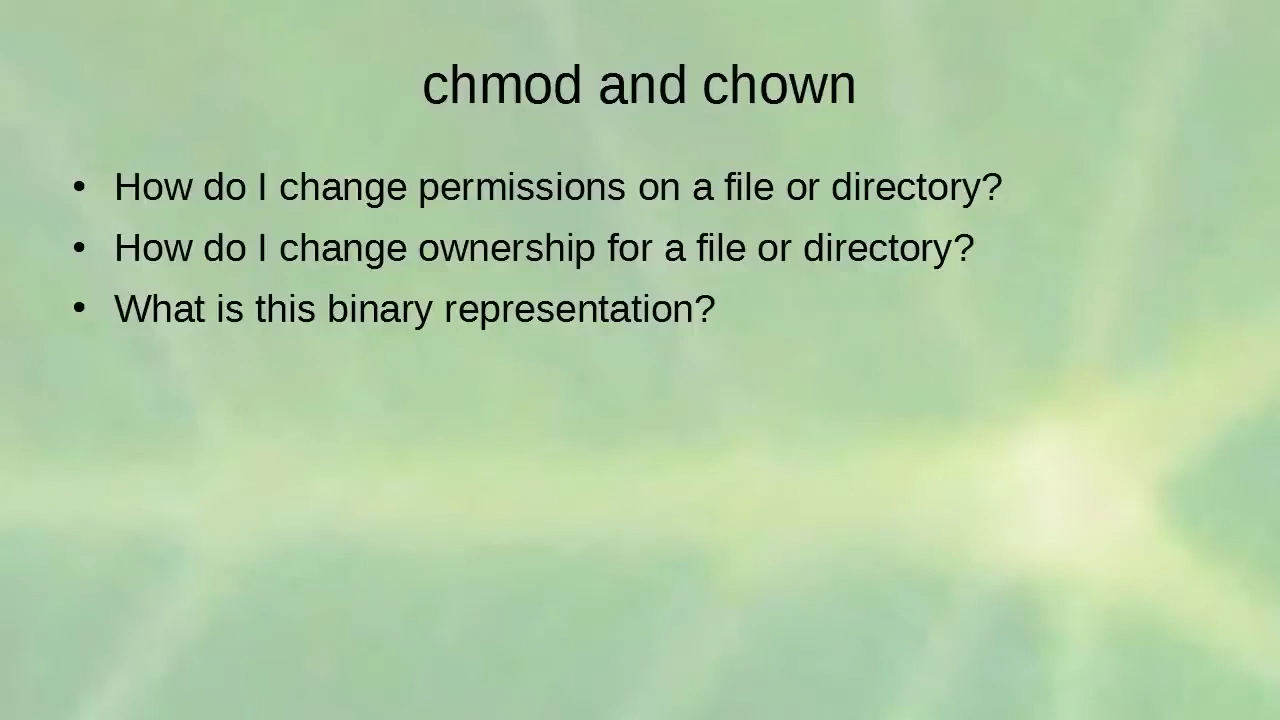 chmod and chown
• How do I change permissions on a file or directory?
• How do I change ownership for a file or directory?
• What is this binary representation?